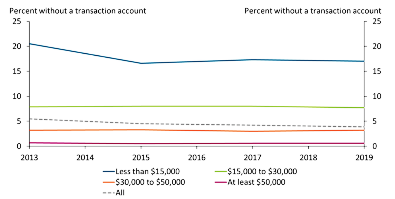 Percent without a transaction account Percent without a transaction account
25 25
20 20
15 15
10 10
5 5
0 0
2013 2014 2015 2016 2017 2018 2019
Less than $15,000 $15,000 to $30,000
$30,000 to $50,000 At least $50,000
All